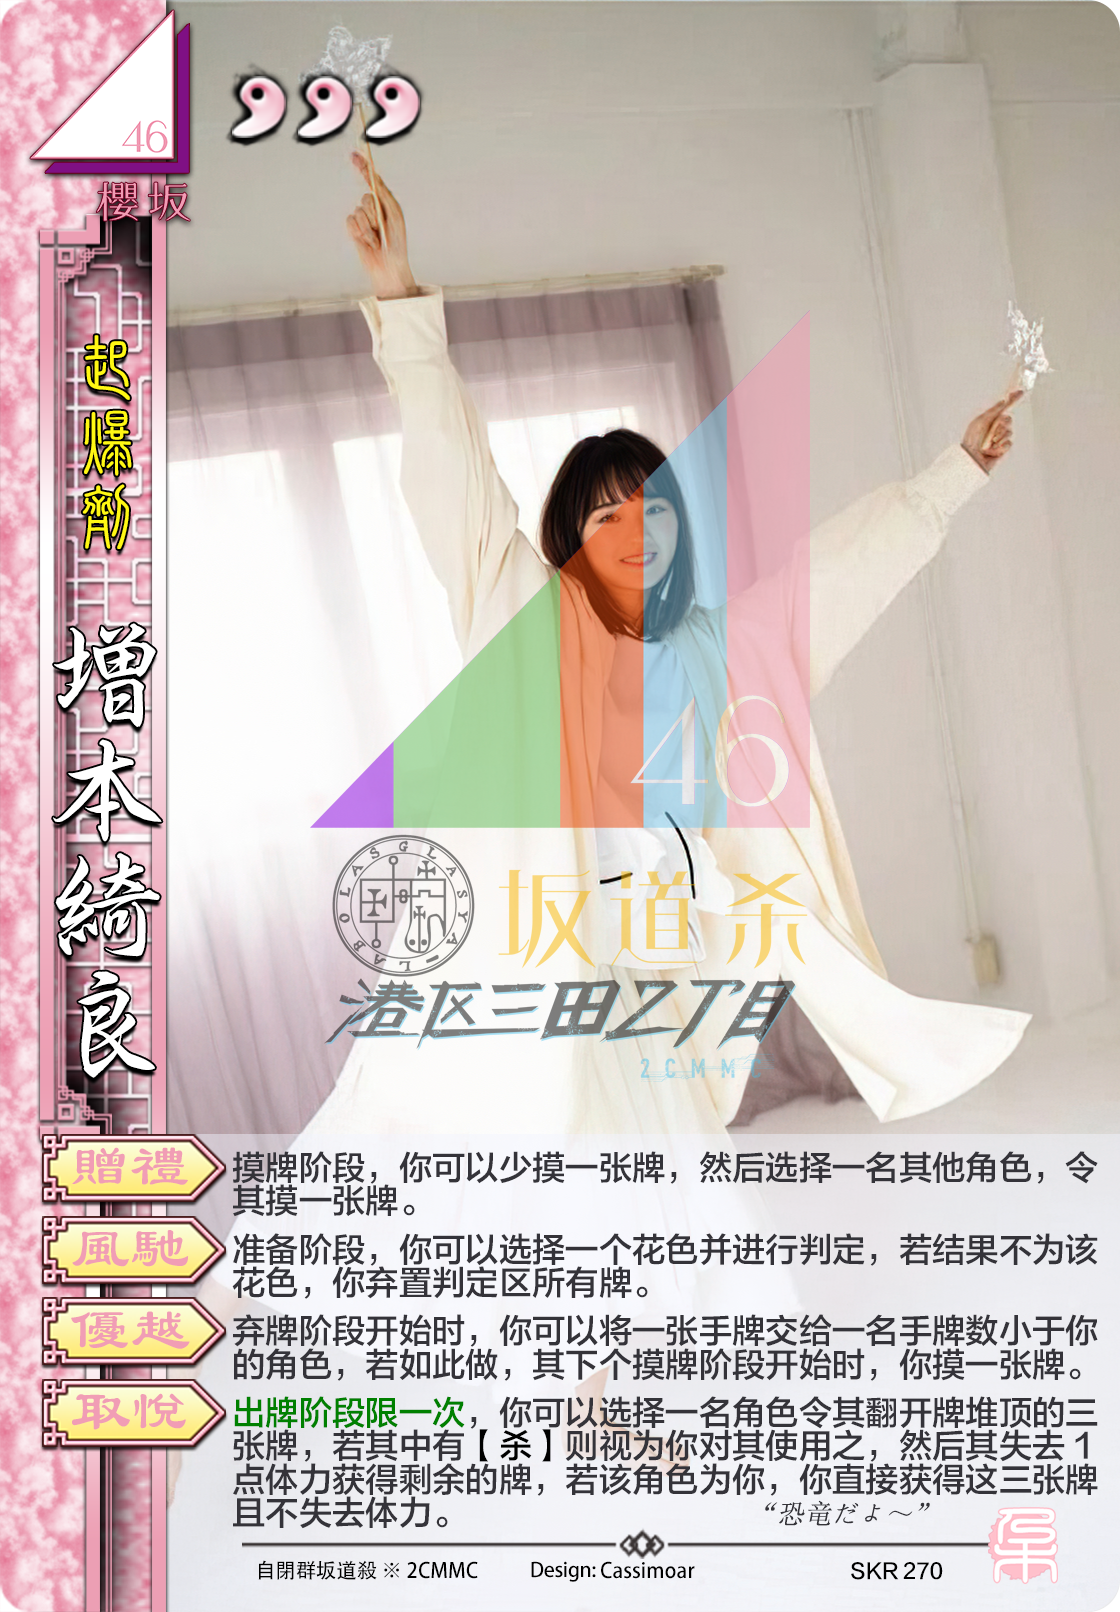 46
櫻坂
起爆劑
增本綺良
46
GLASYA-LABOLAS
坂道杀
港区三田乙丁目
2CMMC
贈禮
摸牌阶段，你可以少摸一张牌，然后选择一名其他角色，令
其摸一张牌。
風馳
准备阶段，你可以选择一个花色并进行判定，若结果不为该
花色，你弃置判定区所有牌。
優越
弃牌阶段开始时，你可以将一张手牌交给一名手牌数小于你
的角色，若如此做，其下个摸牌阶段开始时，你摸一张牌。
取悅
出牌阶段限一次，你可以选择一名角色令其翻开牌堆顶的三
张牌，若其中有【杀】则视为你对其使用之，然后其失去1
点体力获得剩余的牌，若该角色为你，你直接获得这三张牌
且不失去体力。
“恐竜だょ～”
自閉群坂道殺 ※ 2CMMC
Design: Cassimoar
SKR 270